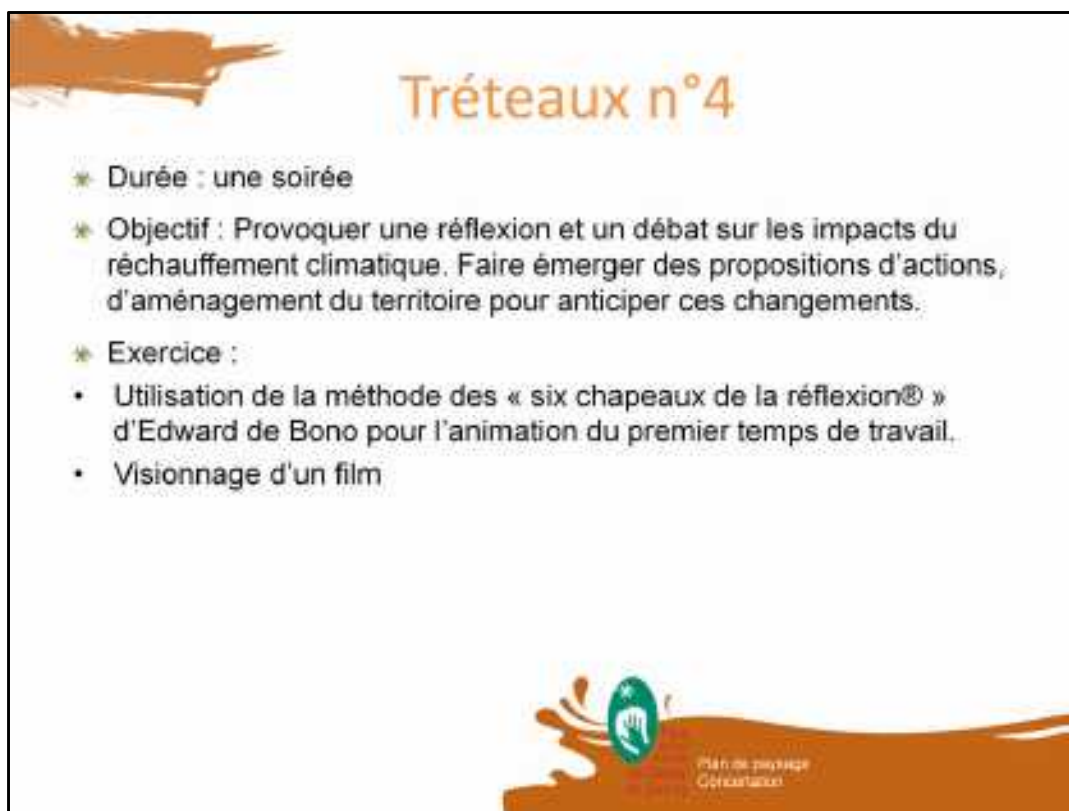 Tréteaux n°4
Durée : une soirée
Objectif : Provoquer une réflexion et un débat sur les impacts du
réchauffement climatique. Faire émerger des propositions d'actions,
d'aménagement du territoire pour anticiper ces changements.
Exercice :
• Utilisation de la méthode des « six chapeaux de la réflexion® »
d'Edward de Bono pour l'animation du premier temps de travail.
• Visionnage d'un film
Plan de paysage
Concertation